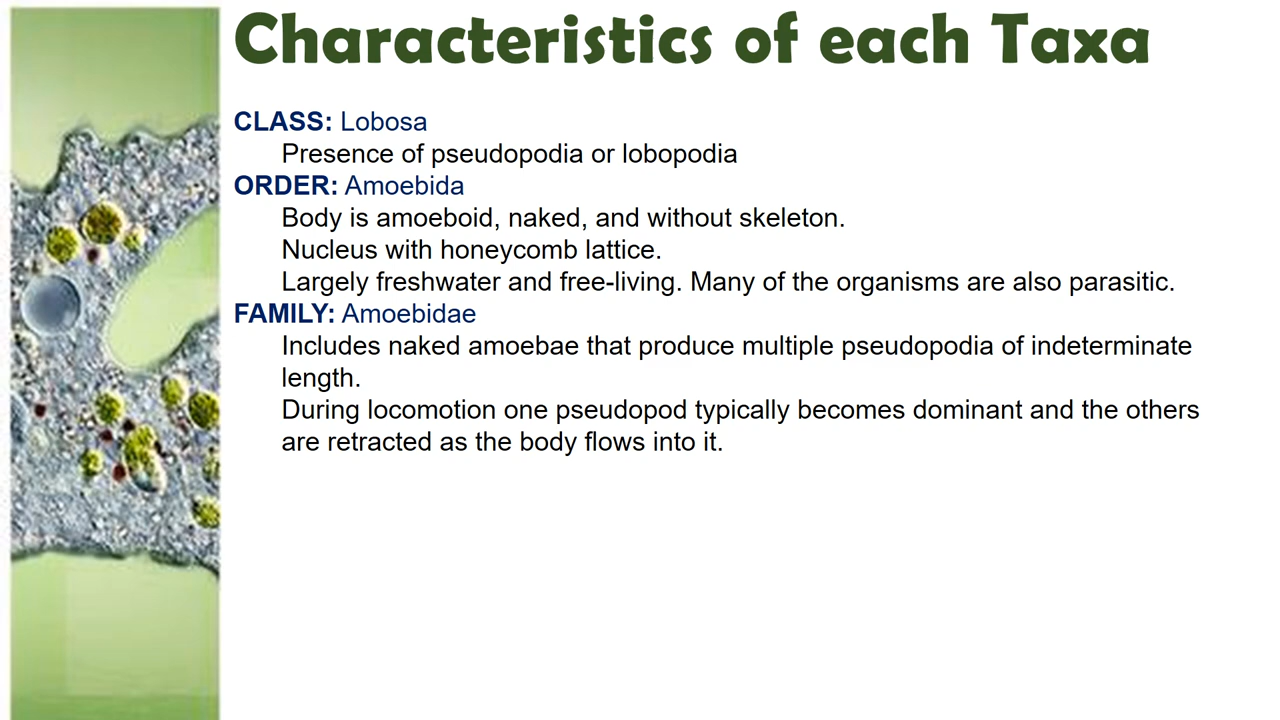 Characteristics of each Taxa
CLASS: Lobosa
Presence of pseudopodia or lobopodia
ORDER: Amoebida
Body is amoeboid, naked, and without skeleton.
Nucleus with honeycomb lattice.
Largely freshwater and free-living. Many of the organisms are also parasitic.
FAMILY: Amoebidae
Includes naked amoebae that produce multiple pseudopodia of indeterminate
length.
During locomotion one pseudopod typically becomes dominant and the others
are retracted as the body flows into it.